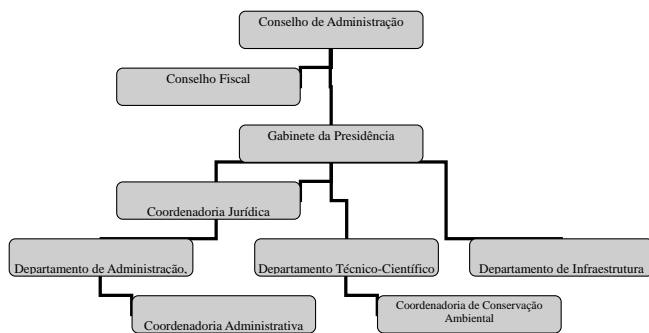 Conselho de Administração
Conselho Fiscal
Gabinete da Presidência
Coordenadoria Jurídica
Departamento de Administração,
Departamento Técnico-Científico
Departamento de Infraestrutura
Coordenadoria Administrativa
Coordenadoria de Conservação
Ambiental